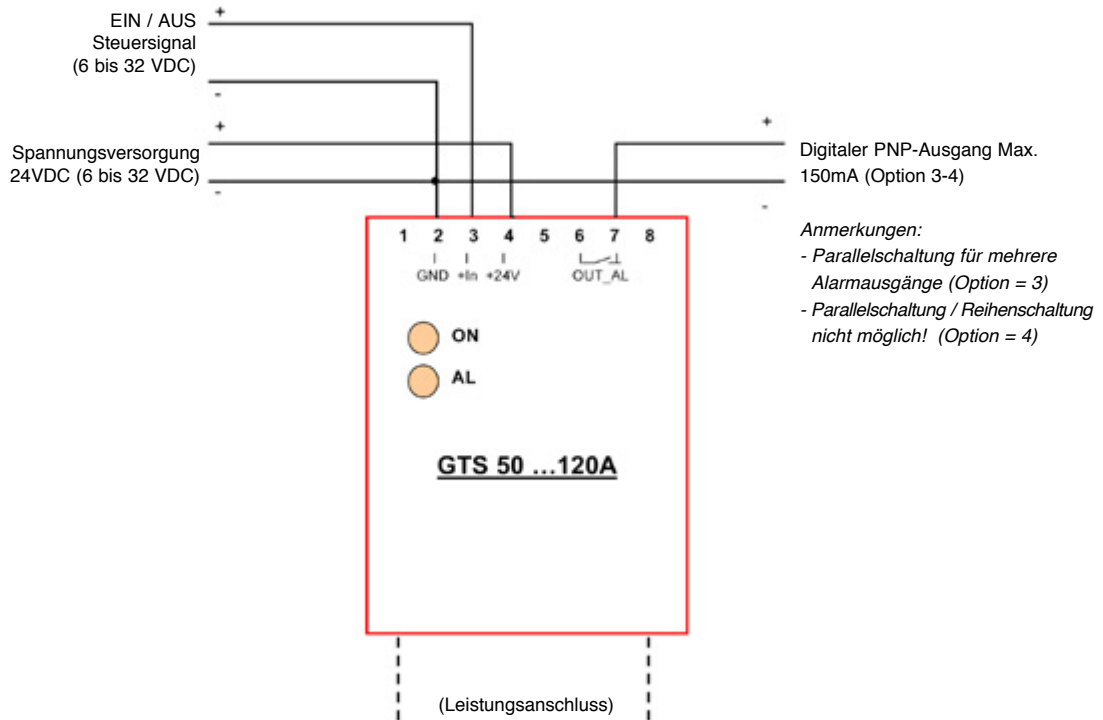 EIN / AUS
Steuersignal
(6 bis 32 VDC)
+
-
Spannungsversorgung
24VDC (6 bis 32 VDC)
+
-
+
-
Digitaler PNP-Ausgang Max.
150mA (Option 3-4)
Anmerkungen:
- Parallelschaltung für mehrere
Alarmausgänge (Option = 3)
- Parallelschaltung / Reihenschaltung
nicht möglich! (Option = 4)
1 2 3 4 5 6 7 8
GND +In +24V OUT_AL
ON
AL
GTS 50 ...120A
(Leistungsanschluss)